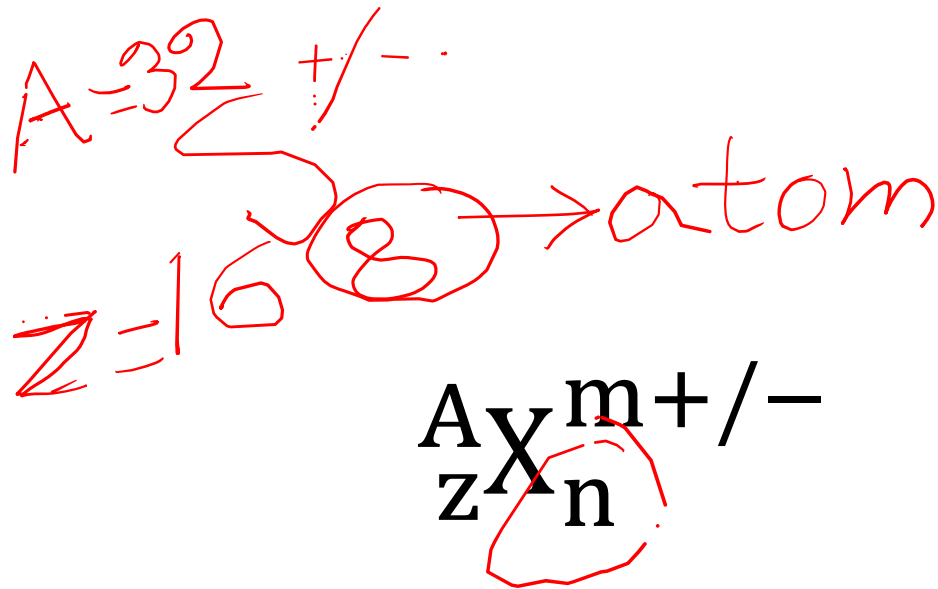 A=32 +/-
8 → atom
z=16
A
z X m+/−
n